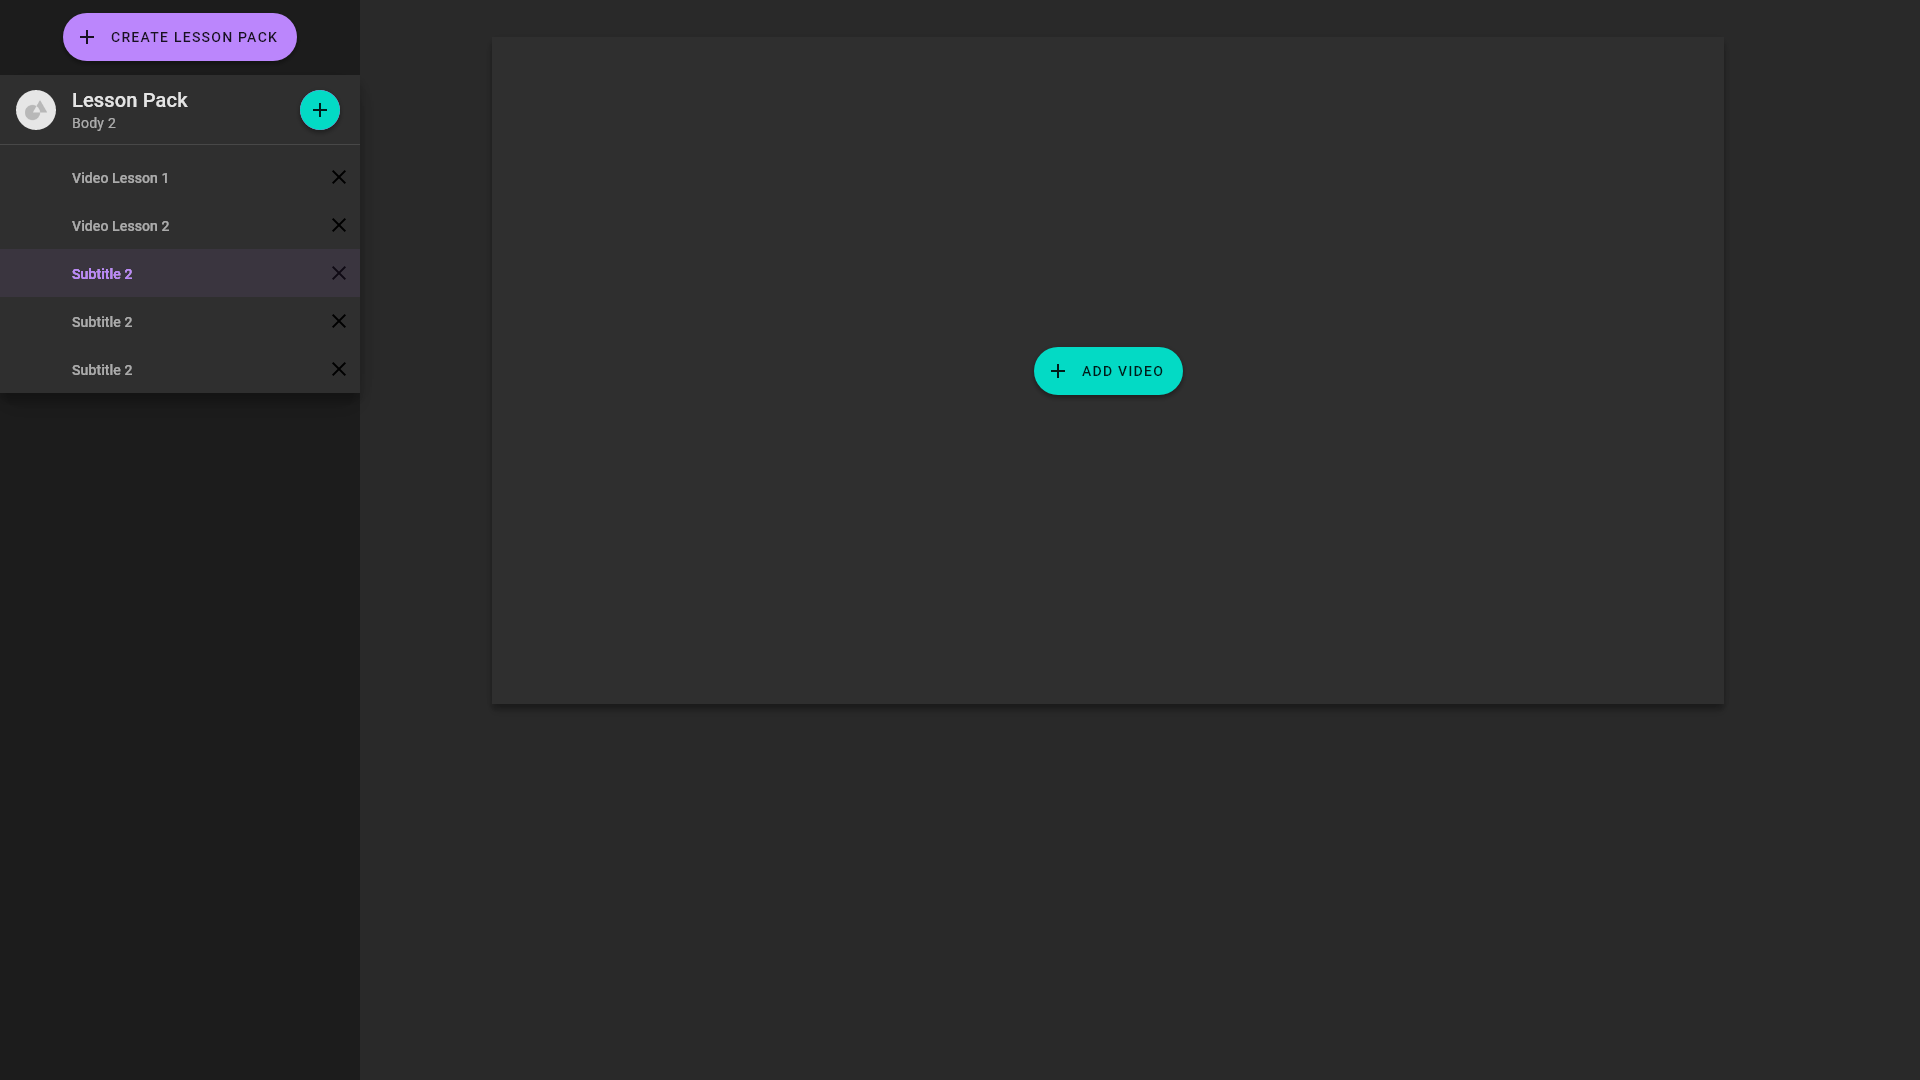 CREATE LESSON PACK
Lesson Pack
Body 2
Video Lesson 1
Video Lesson 2
Subtitle 2
Subtitle 2
Subtitle 2
ADD VIDEO